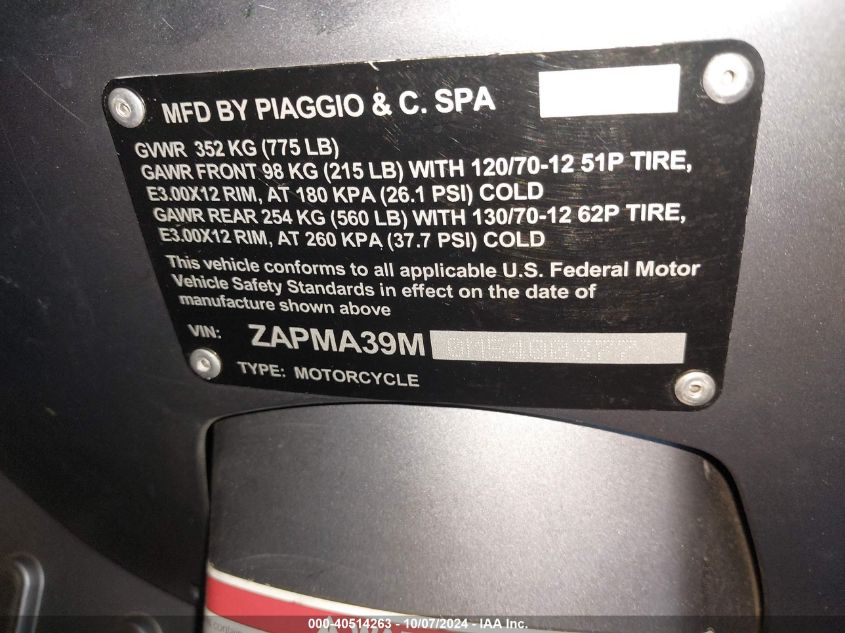 MFD BY PIAGGIO & C. SPA
GVWR 352 KG (775 LB)
GAWR FRONT 98 KG (215 LB) WITH 120/70-12 51P TIRE,
E3.00X12 RIM, AT 180 KPA (26.1 PSI) COLD
GAWR REAR 254 KG (560 LB) WITH 130/70-12 62P TIRE,
E3.00X12 RIM, AT 260 KPA (37.7 PSI) COLD
This vehicle conforms to all applicable U.S. Federal Motor
Vehicle Safety Standards in effect on the date of
manufacture shown above
VIN: ZAPMA39M
TYPE: MOTORCYCLE
000-40514263 - 10/07/2024 - IAA Inc.